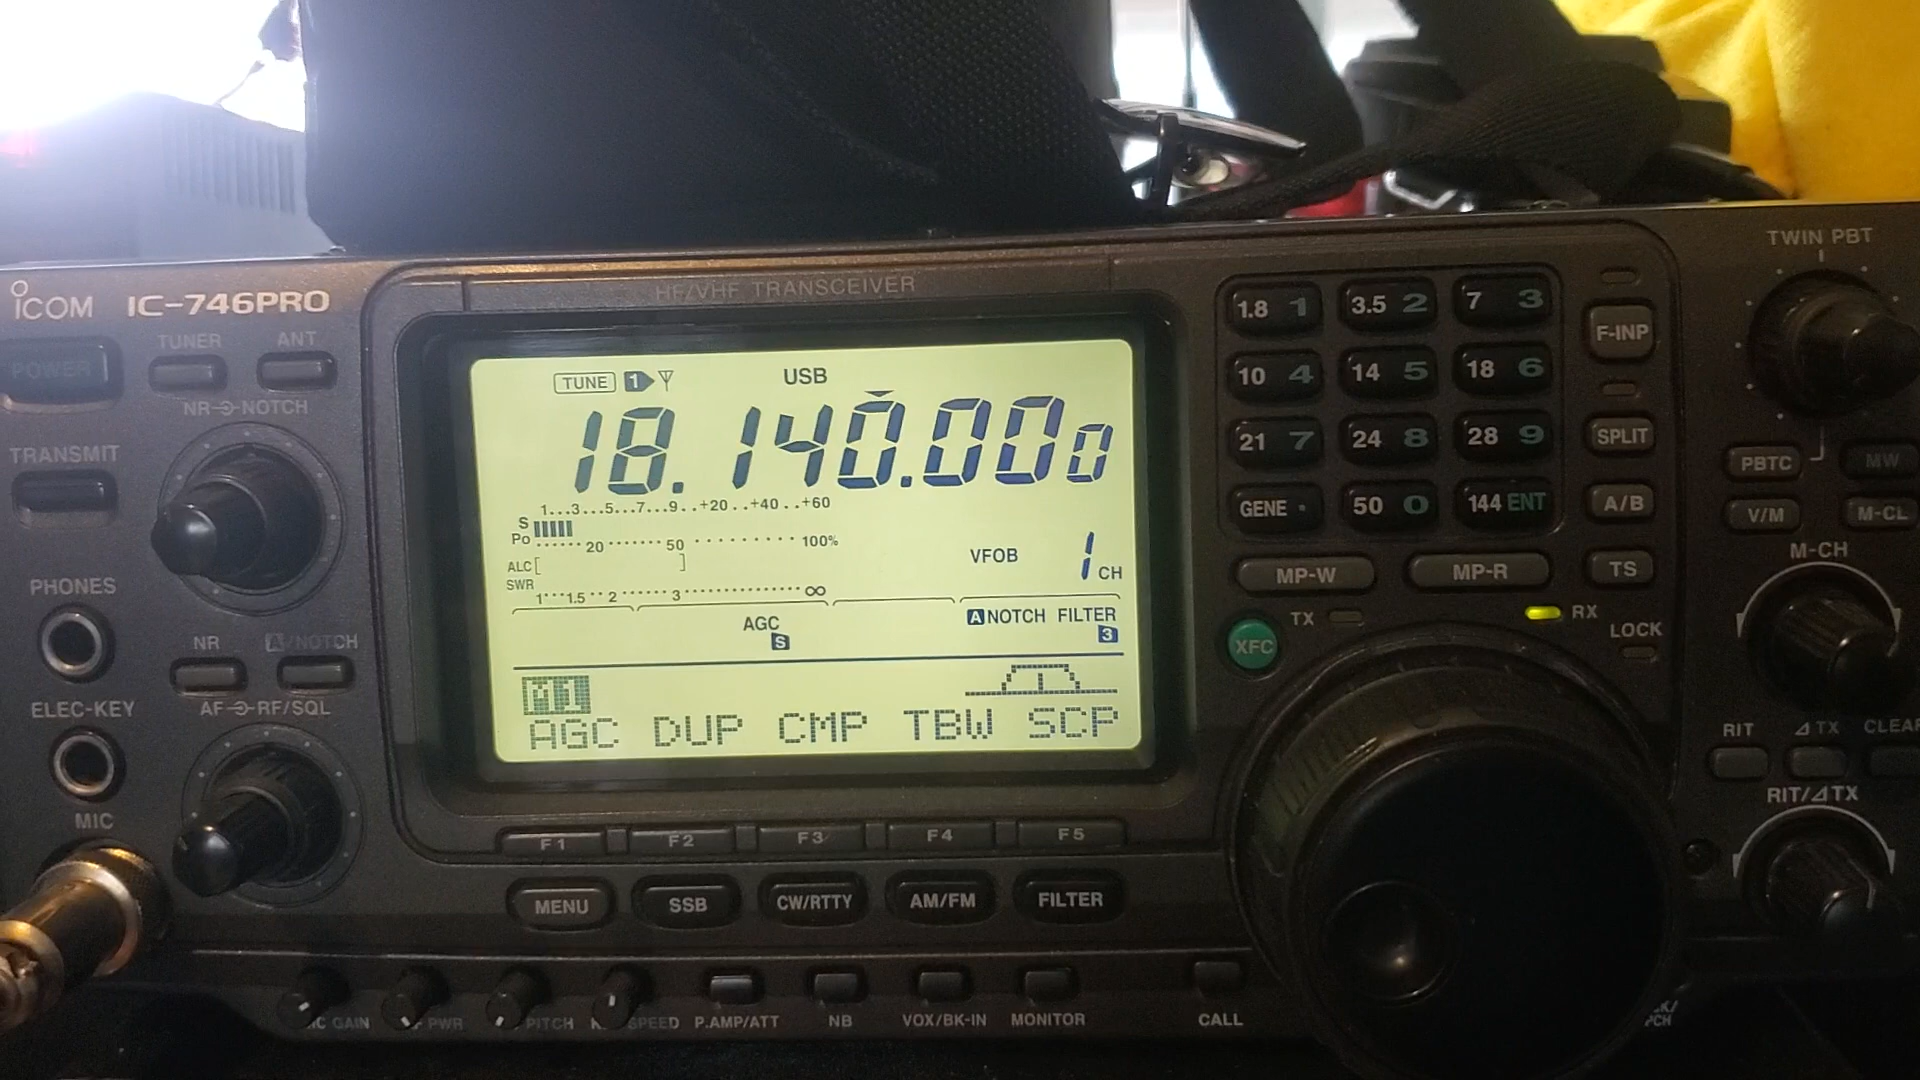 HF/VHF TRANSCEIVER
ICOM IC-746PRO
POWER
TUNER ANT
NR NOTCH
TRANSMIT
PHONES
NR A/NOTCH
AF RF/SQL
ELEC-KEY
MIC
TUNE 1 USB
18.140.000
1...3...5...7...9..+20..+40..+60
S
Po ......20.......50..........100%
ALC[ ]
SWR
1...1.5..2......3.............∞
VFOB 1 CH
AGC S
A NOTCH FILTER 3
M1
AGC DUP CMP TBW SCP
F1 F2 F3 F4 F5
MENU SSB CW/RTTY AM/FM FILTER
PWR PITCH SPEED P.AMP/ATT NB VOX/BK-IN MONITOR CALL
1.8 1 3.5 2 7 3
10 4 14 5 18 6
21 7 24 8 28 9
GENE · 50 0 144 ENT
F-INP
SPLIT
A/B
TS
MP-W MP-R
XFC TX RX
LOCK
TWIN PBT
PBTC MW
V/M M-CL
M-CH
RIT ⊿TX CLEAR
RIT/⊿TX